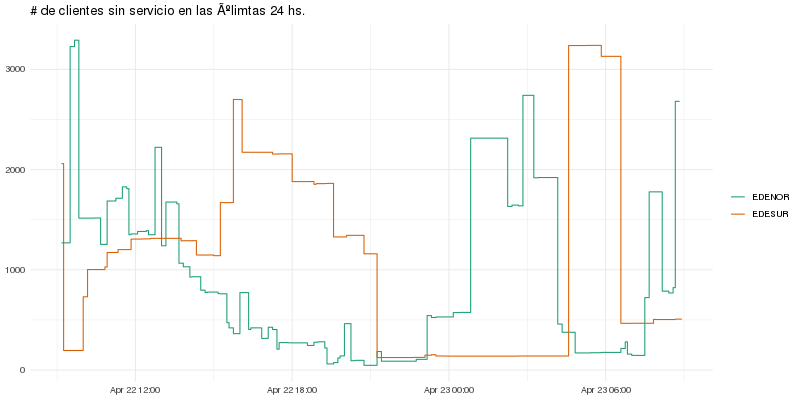 # de clientes sin servicio en las Ãºlimtas 24 hs.
3000
2000
1000
0
Apr 22 12:00
Apr 22 18:00
Apr 23 00:00
Apr 23 06:00
EDENOR
EDESUR